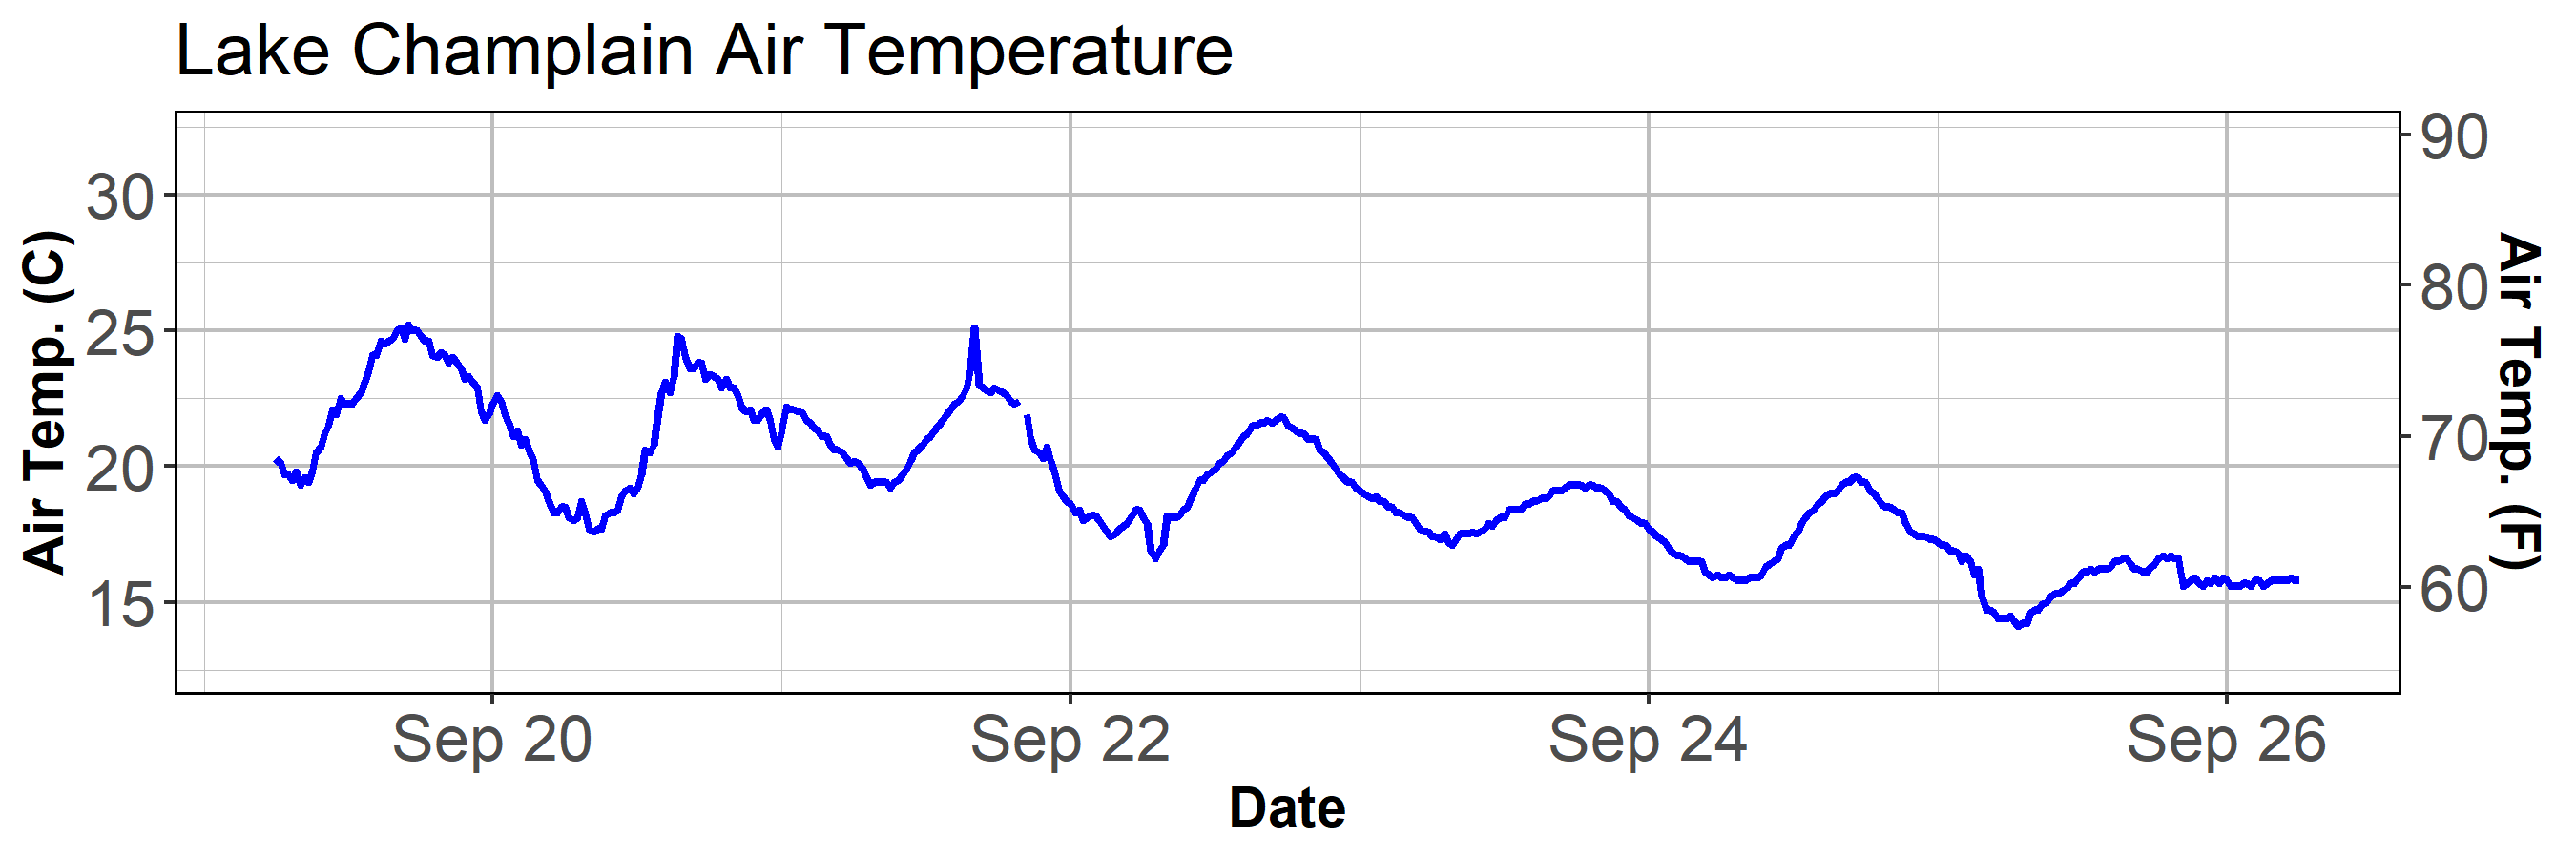 Lake Champlain Air Temperature
Air Temp. (C)
30
25
20
15
90
80
70
60
Air Temp. (F)
Sep 20
Sep 22
Sep 24
Sep 26
Date